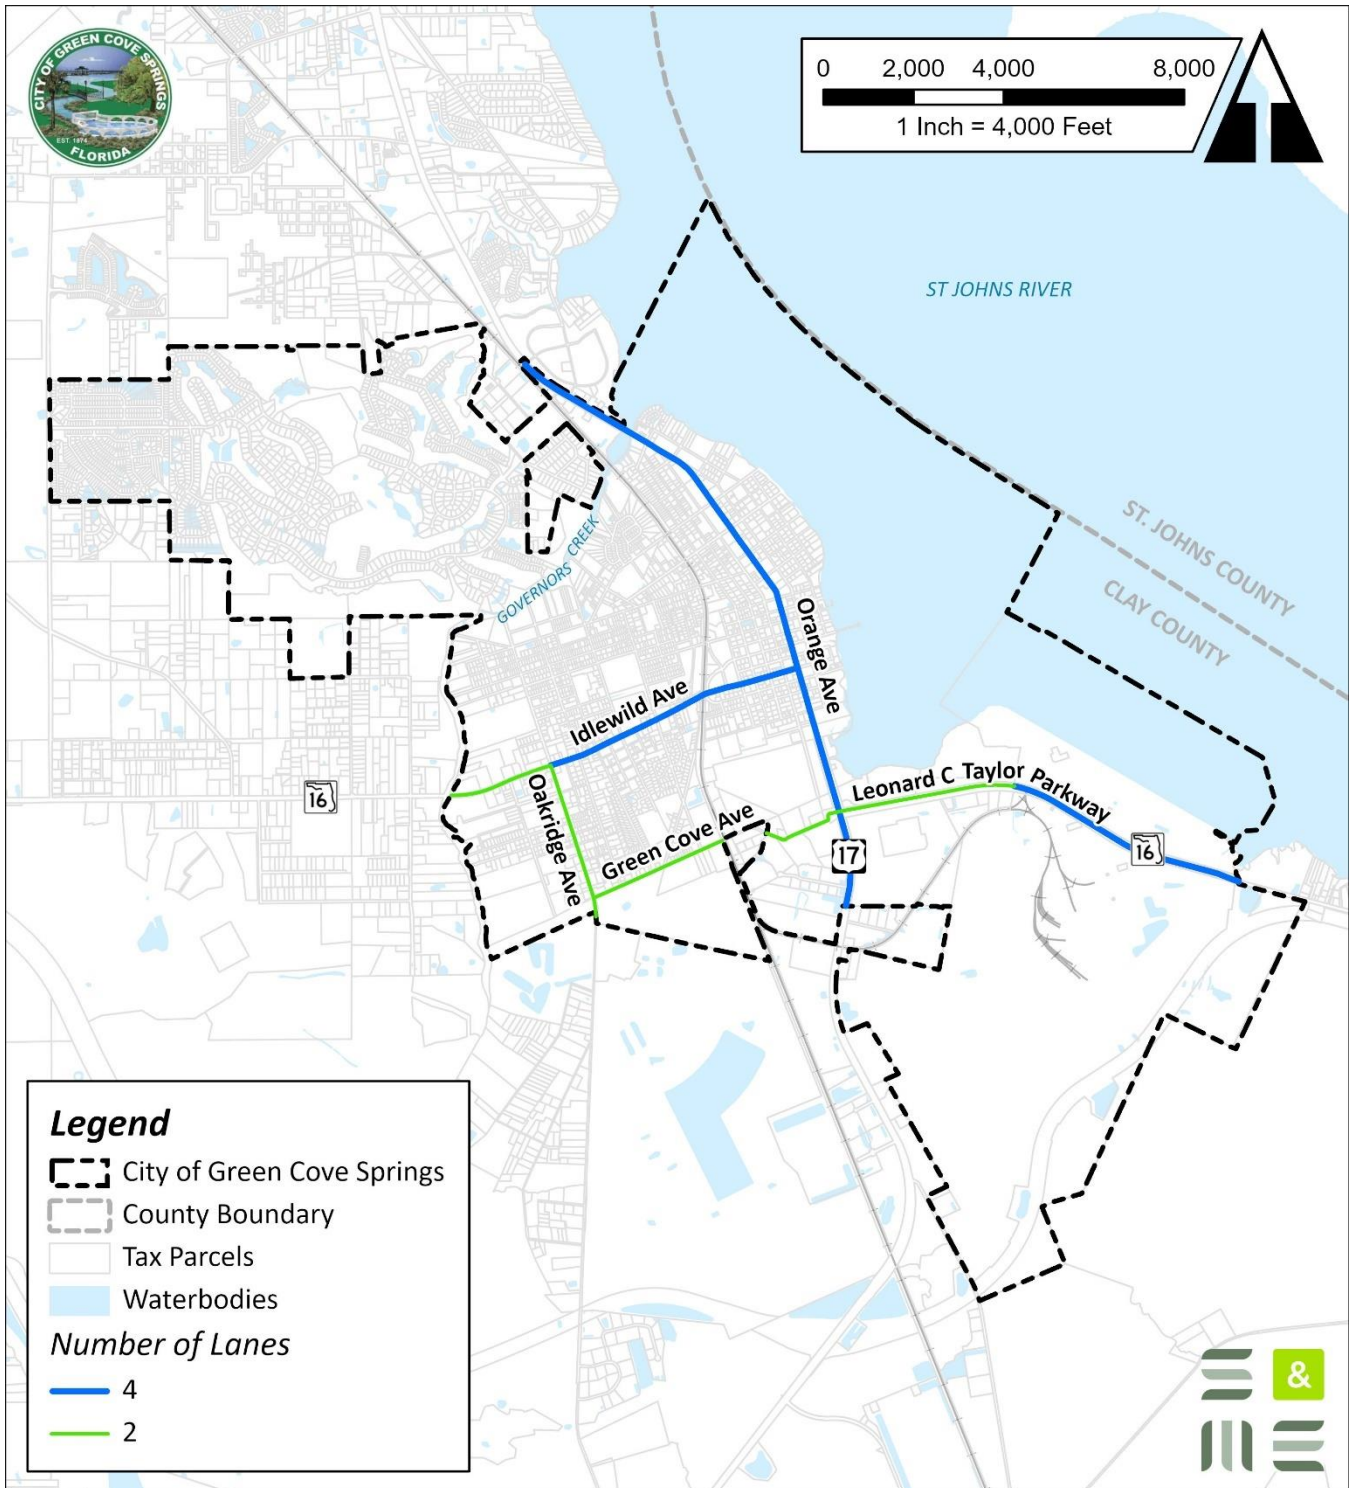 CITY OF GREEN COVE SPRINGS
EST. 1874
FLORIDA
0 2,000 4,000 8,000
1 Inch = 4,000 Feet
ST JOHNS RIVER
ST. JOHNS COUNTY
CLAY COUNTY
GOVERNORS CREEK
Orange Ave
Idlewild Ave
16
Oakridge Ave
Green Cove Ave
Leonard C Taylor Parkway
17
16
Legend
City of Green Cove Springs
County Boundary
Tax Parcels
Waterbodies
Number of Lanes
4
2
S&
ME